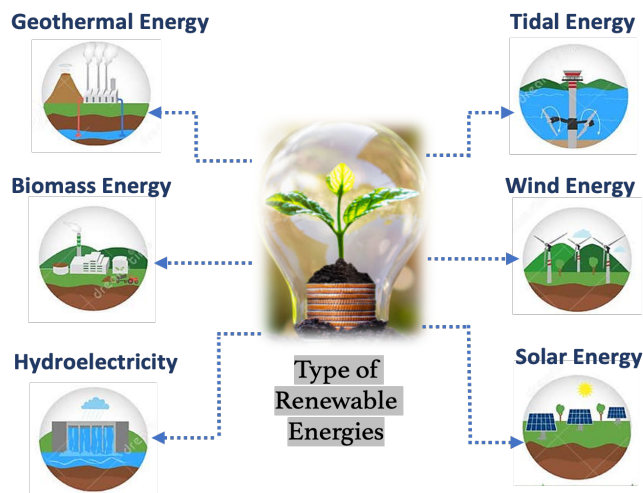 Geothermal Energy
Tidal Energy
Biomass Energy
Wind Energy
Hydroelectricity
Solar Energy
Type of
Renewable
Energies